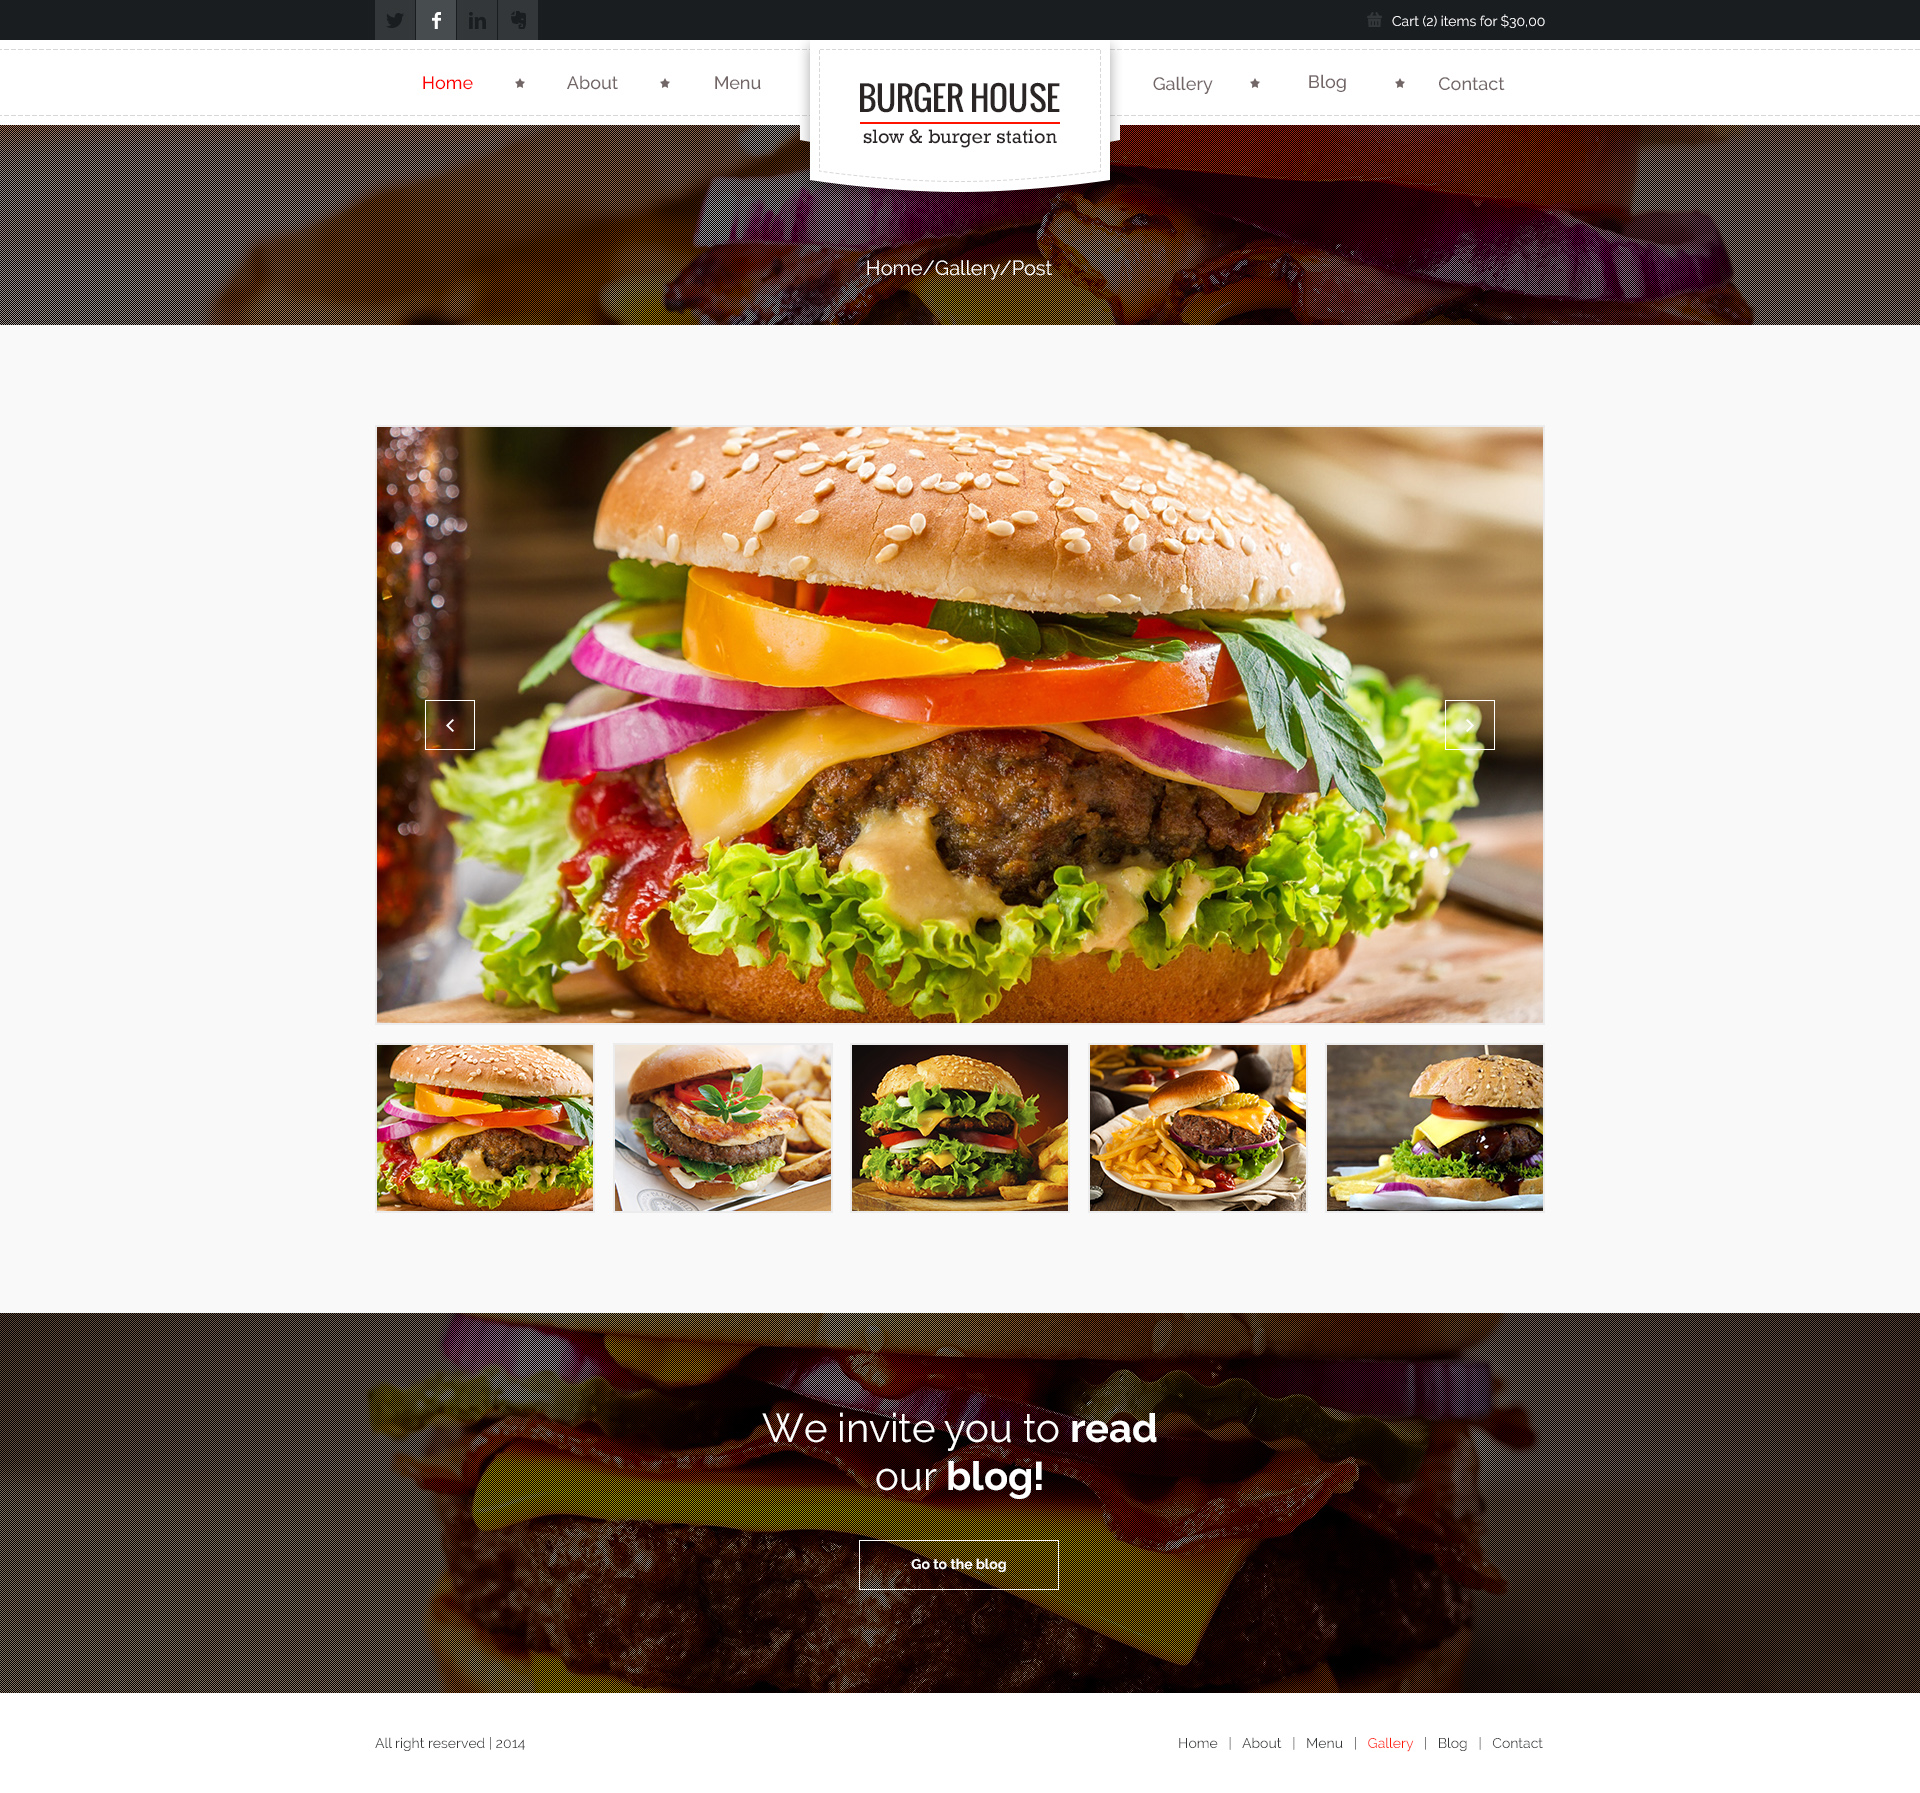 Cart (2) items for $30,00
Home
About
Menu
BURGER HOUSE
slow & burger station
Gallery
Blog
Contact
Home/Gallery/Post
We invite you to read
our blog!
Go to the blog
All right reserved | 2014
Home | About | Menu | Gallery | Blog | Contact